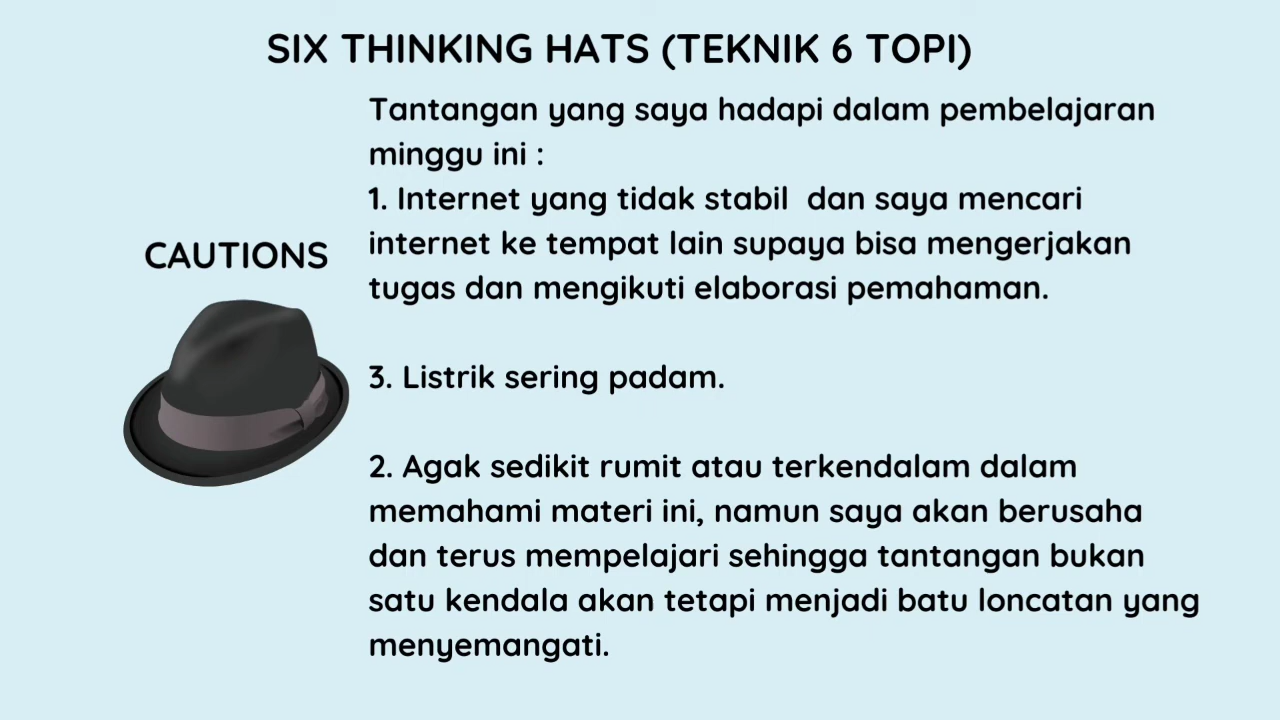 SIX THINKING HATS (TEKNIK 6 TOPI)
CAUTIONS
Tantangan yang saya hadapi dalam pembelajaran
minggu ini :
1. Internet yang tidak stabil  dan saya mencari
internet ke tempat lain supaya bisa mengerjakan
tugas dan mengikuti elaborasi pemahaman.
3. Listrik sering padam.
2. Agak sedikit rumit atau terkendalam dalam
memahami materi ini, namun saya akan berusaha
dan terus mempelajari sehingga tantangan bukan
satu kendala akan tetapi menjadi batu loncatan yang
menyemangati.